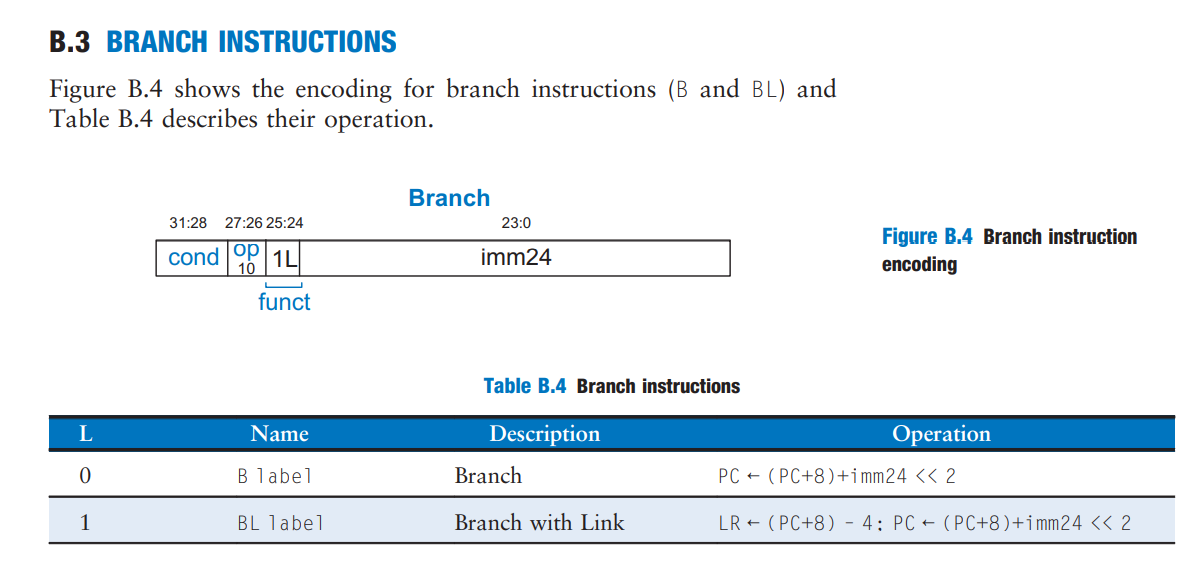 B.3 BRANCH INSTRUCTIONS
Figure B.4 shows the encoding for branch instructions (B and BL) and
Table B.4 describes their operation.
Branch
31:28 27:26 25:24 23:0
cond op 10 1L imm24
funct
Figure B.4 Branch instruction
encoding
Table B.4 Branch instructions
L Name Description Operation
0 B label Branch PC ← (PC+8)+imm24 << 2
1 BL label Branch with Link LR ← (PC+8) - 4; PC ← (PC+8)+imm24 << 2